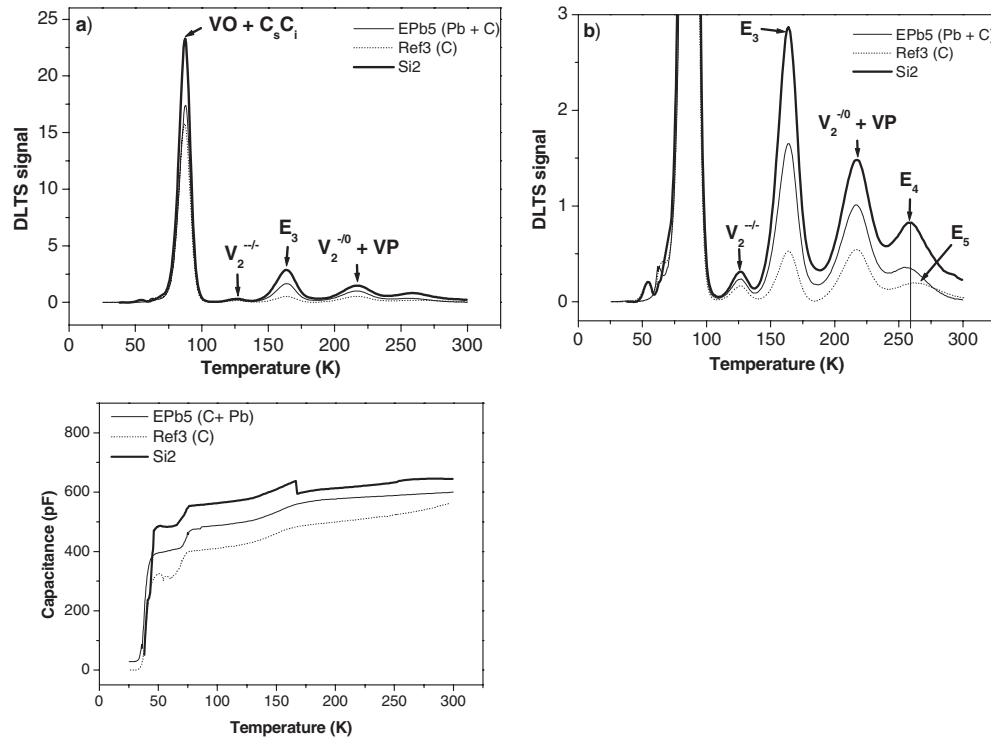 a)
VO + CsCi
EPb5 (Pb + C)
Ref3 (C)
Si2
V2--/-
E3
V2-/0 + VP
DLTS signal
25
20
15
10
5
0
0 50 100 150 200 250 300
Temperature (K)
b)
E3
EPb5 (Pb + C)
Ref3 (C)
Si2
V2-/0 + VP
E4
E5
V2--/-
DLTS signal
3
2
1
0
0 50 100 150 200 250 300
Temperature (K)
EPb5 (C+ Pb)
Ref3 (C)
Si2
Capacitance (pF)
800
600
400
200
0
0 50 100 150 200 250 300
Temperature (K)